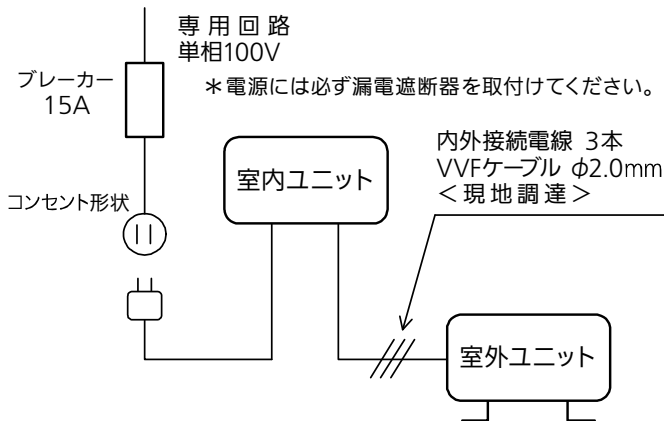 専用回路
単相100V
ブレーカー
15A
＊電源には必ず漏電遮断器を取付けてください。
内外接続電線 3本
VVFケーブル φ2.0mm
＜現地調達＞
室内ユニット
コンセント形状
室外ユニット